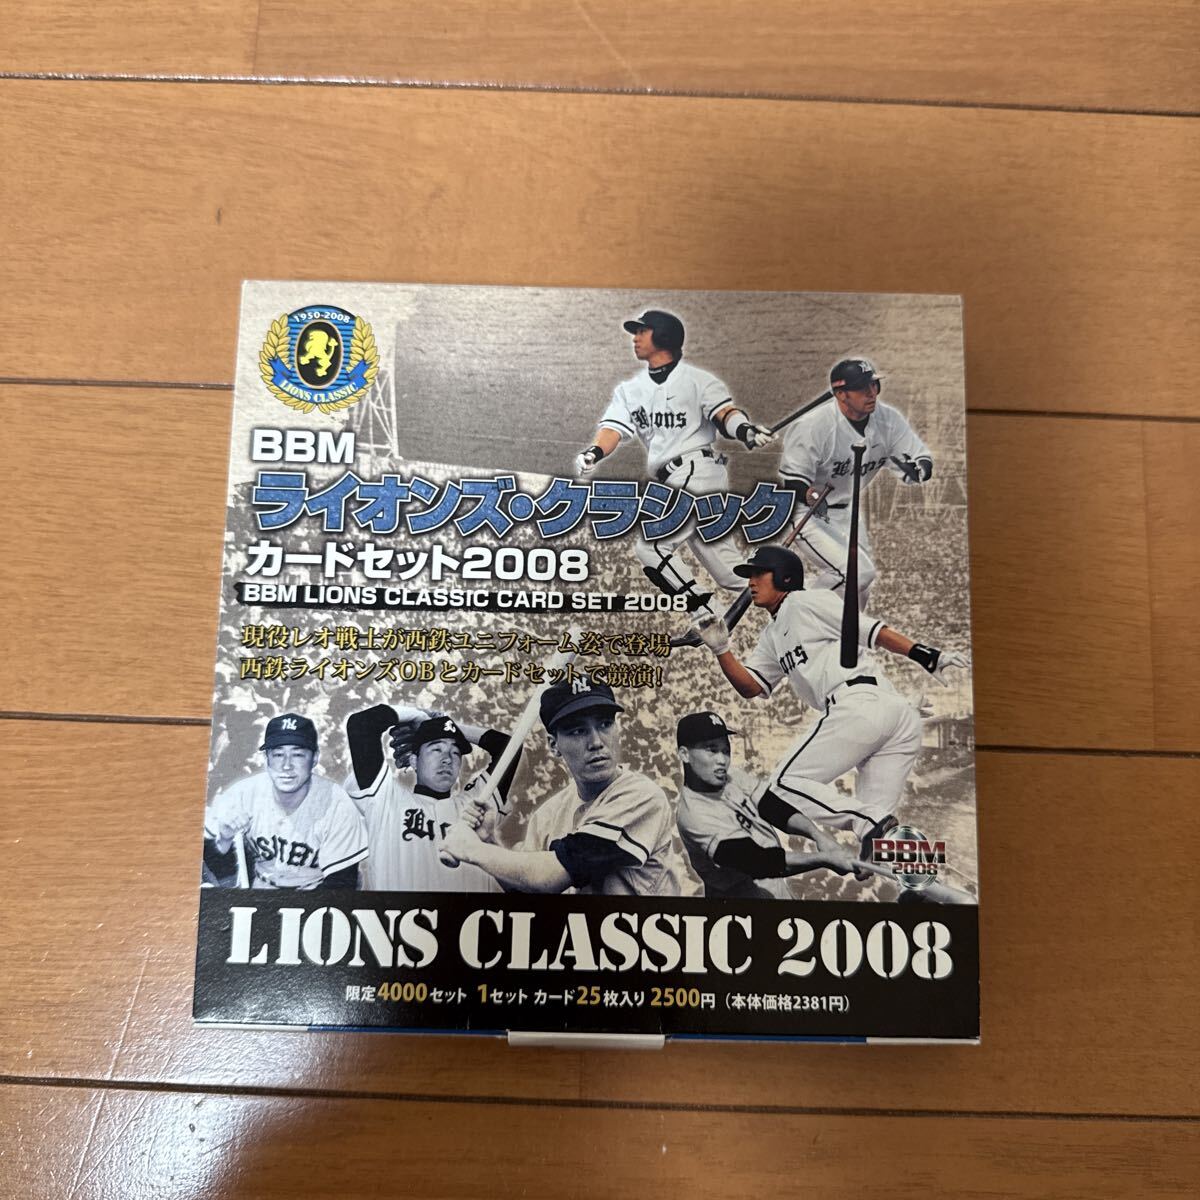 1950-2008
LIONS CLASSIC
BBM
ライオンズ・クラシック
カードセット2008
BBM LIONS CLASSIC CARD SET 2008
現役レオ戦士が西鉄ユニフォーム姿で登場
西鉄ライオンズOBとカードセットで競演!
Lions
Lions
BBM
2008
LIONS CLASSIC 2008
限定4000セット 1セット カード25枚入り 2500円(本体価格2381円)